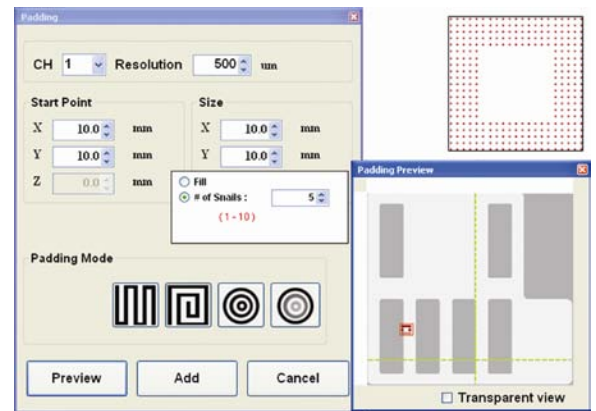 Padding
CH 1 Resolution 500 um
Start Point
X 10.0 mm
Y 10.0 mm
Z 0.0 mm
Size
X 10.0 mm
Y 10.0 mm
Fill
# of Snails : 5
(1-10)
Padding Mode
Preview Add Cancel
Padding Preview
Transparent view